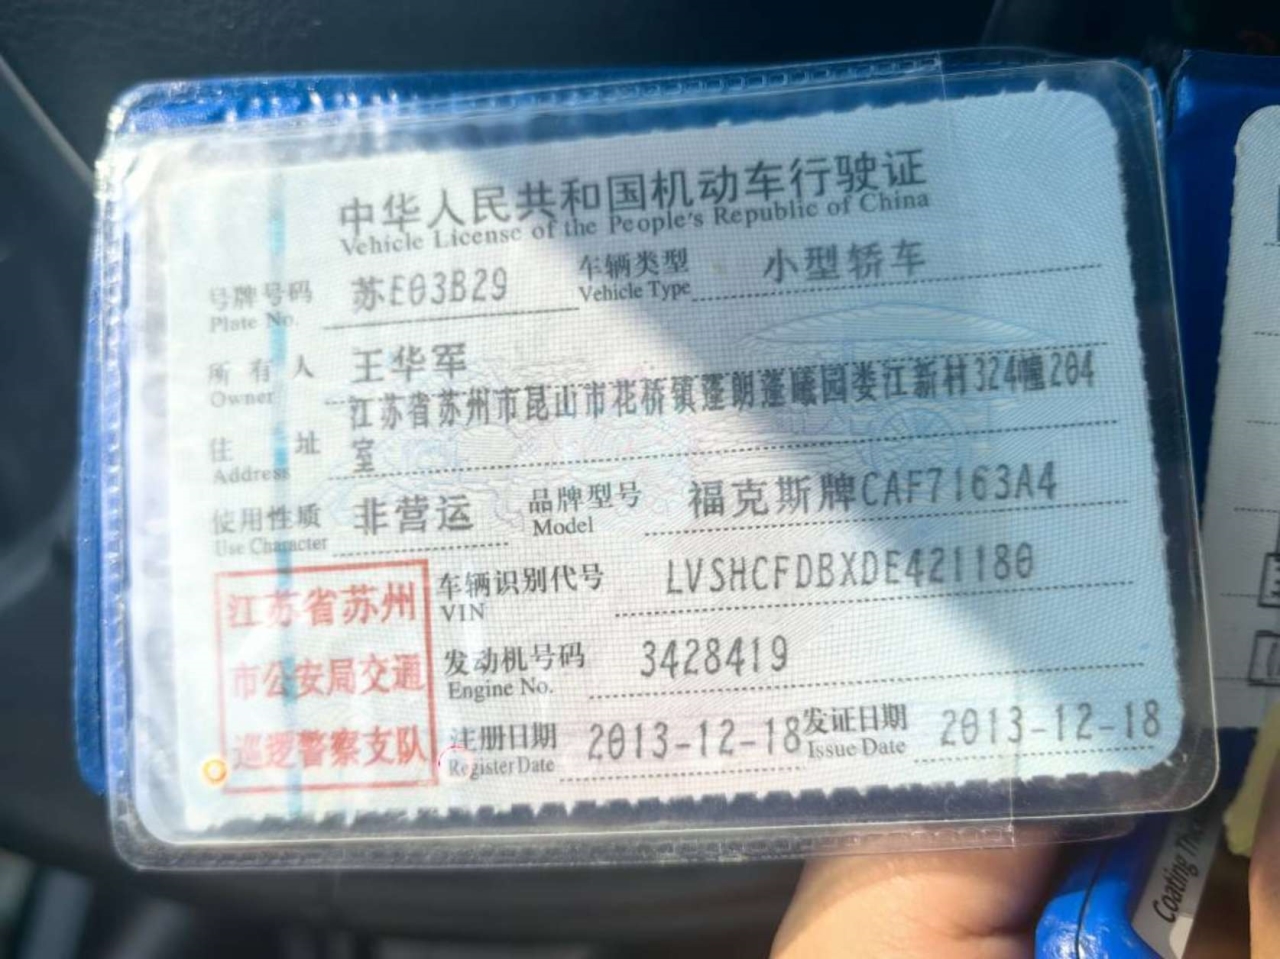 中华人民共和国机动车行驶证
Vehicle License of the People's Republic of China
号牌号码 苏E03B29 车辆类型 小型轿车
Plate No. Vehicle Type
所有人 王华军
Owner
江苏省苏州市昆山市花桥镇蓬朗蓬曦园娄江新村324幢204
住址 室
Address
使用性质 非营运 品牌型号 福克斯牌CAF7163A4
Use Character Model
江苏省苏州 车辆识别代号 LVSHCFDBXDE421180
VIN
市公安局交通 发动机号码 3428419
Engine No.
巡逻警察支队 注册日期 2013-12-18 发证日期 2013-12-18
Register Date Issue Date
Coating